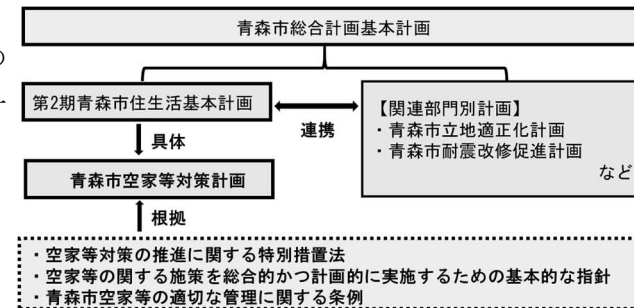 青森市総合計画基本計画
の
第2期青森市住生活基本計画
連携
【関連部門別計画】
・青森市立地適正化計画
・青森市耐震改修促進計画
など
具体
青森市空家等対策計画
根拠
・空家等対策の推進に関する特別措置法
・空家等の関する施策を総合的かつ計画的に実施するための基本的な指針
・青森市空家等の適切な管理に関する条例